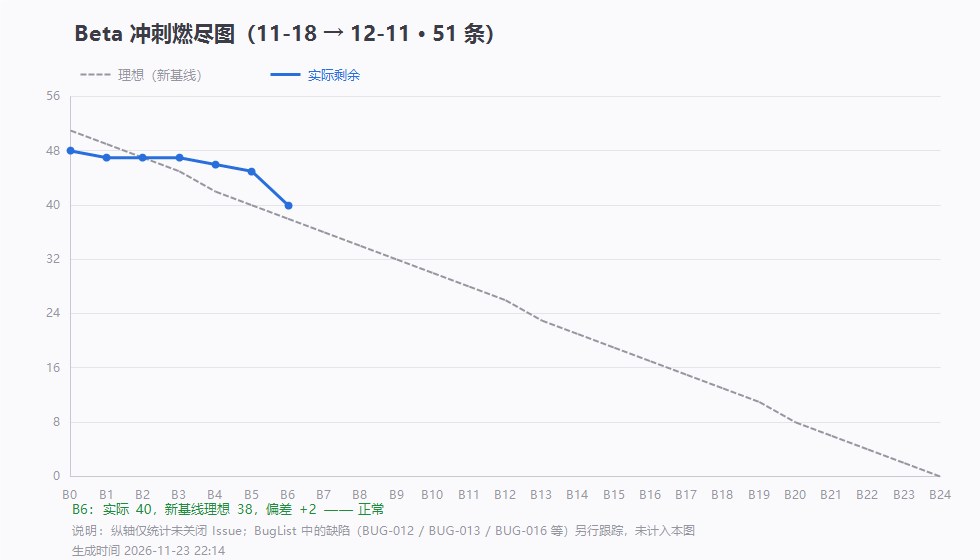 Beta 冲刺燃尽图（11-18 → 12-11 • 51 条）
理想（新基线） 实际剩余
56
48
40
32
24
16
8
0
B0 B1 B2 B3 B4 B5 B6 B7 B8 B9 B10 B11 B12 B13 B14 B15 B16 B17 B18 B19 B20 B21 B22 B23 B24
B6：实际 40，新基线理想 38，偏差 +2 —— 正常
说明：纵轴仅统计未关闭 Issue；BugList 中的缺陷（BUG-012 / BUG-013 / BUG-016 等）另行跟踪，未计入本图
生成时间 2026-11-23 22:14